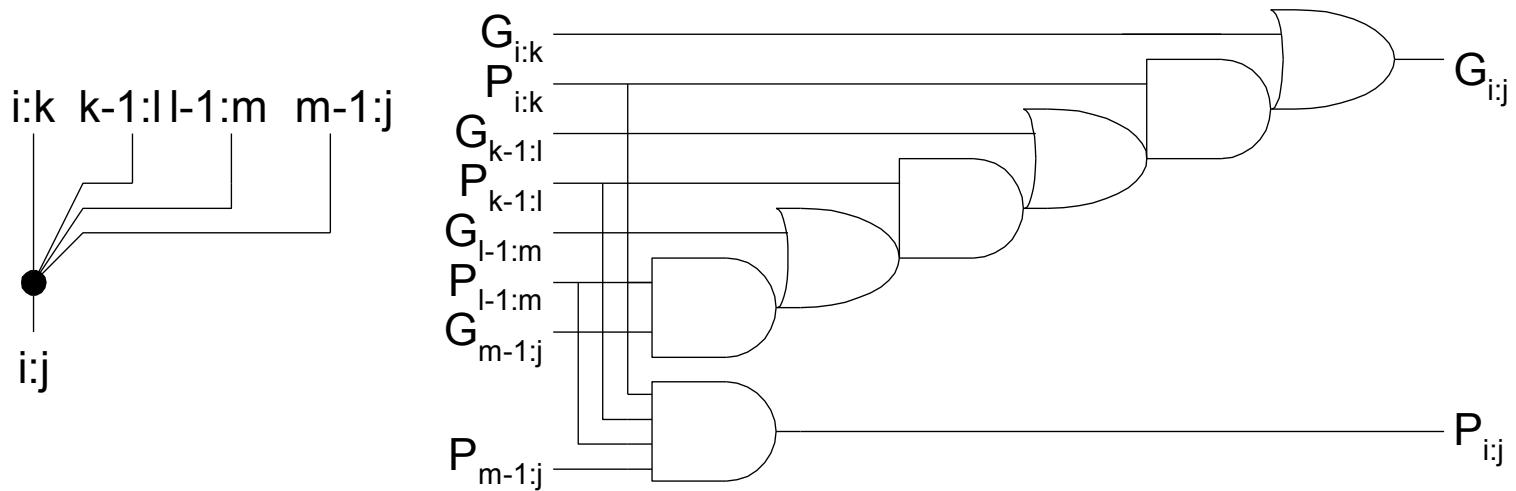 i:k k-1:l l-1:m m-1:j
i:j
G i:k
P i:k
G k-1:l
P k-1:l
G l-1:m
P l-1:m
G m-1:j
P m-1:j
G i:j
P i:j